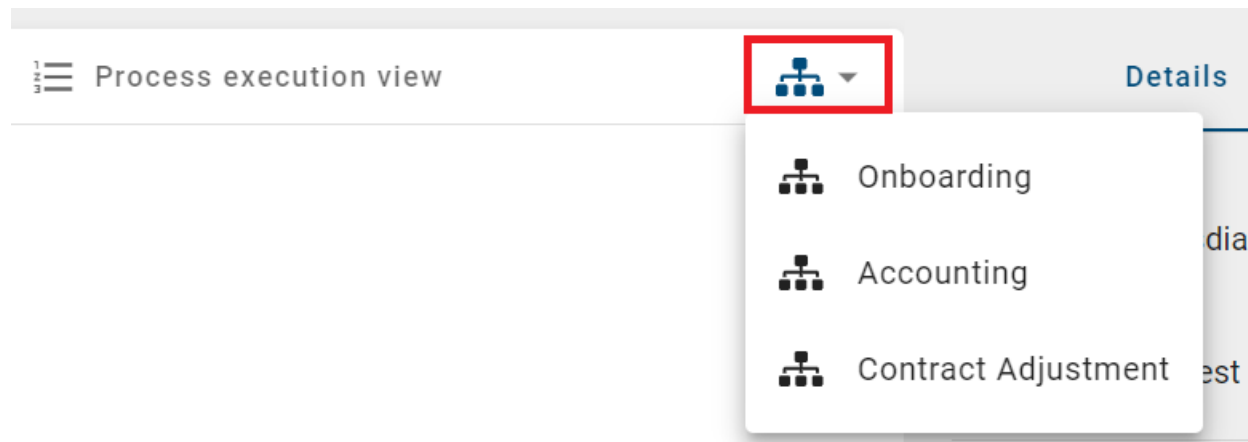 Process execution view
Details
Onboarding
Accounting
Contract Adjustment